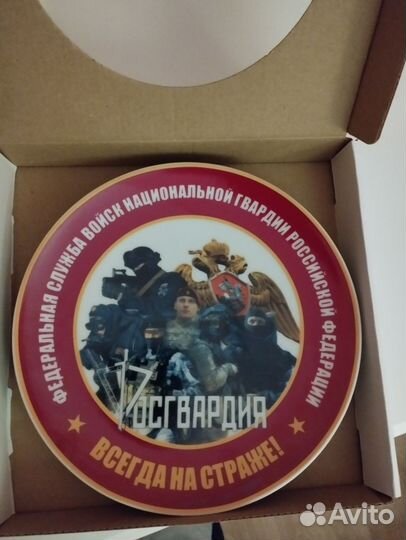 ФЕДЕРАЛЬНАЯ СЛУЖБА ВОЙСК НАЦИОНАЛЬНОЙ ГВАРДИИ РОССИЙСКОЙ ФЕДЕРАЦИИ
РОСГВАРДИЯ
ВСЕГДА НА СТРАЖЕ!
Avito